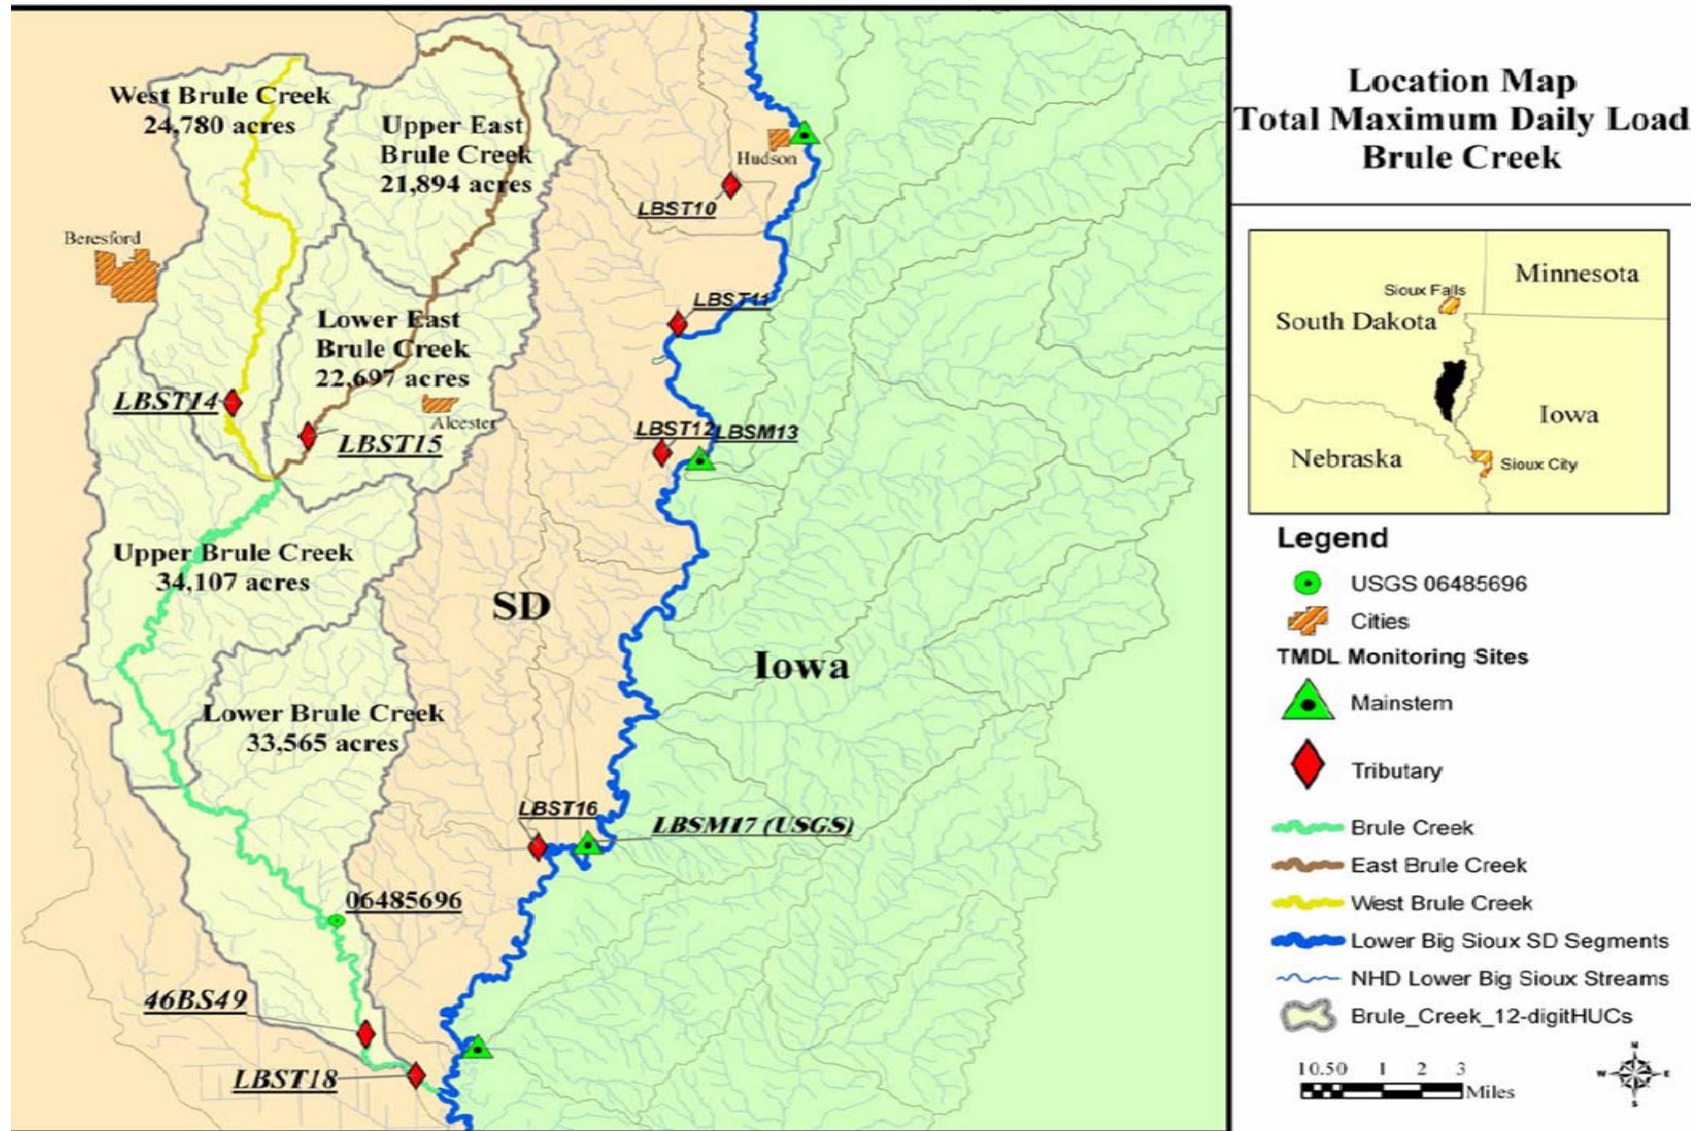 Location Map
Total Maximum Daily Load
Brule Creek
West Brule Creek
24,780 acres
Upper East
Brule Creek
21,894 acres
Hudson
LBST10
Beresford
LBST11
Lower East
Brule Creek
22,697 acres
LBST14
Alcester
LBST15
LBST12
LBSM13
Upper Brule Creek
34,107 acres
SD
Iowa
Lower Brule Creek
33,565 acres
LBST16
LBSM17 (USGS)
06485696
46BS49
LBST18
Minnesota
Sioux Falls
South Dakota
Iowa
Nebraska
Sioux City
Legend
USGS 06485696
Cities
TMDL Monitoring Sites
Mainstem
Tributary
Brule Creek
East Brule Creek
West Brule Creek
Lower Big Sioux SD Segments
NHD Lower Big Sioux Streams
Brule_Creek_12-digitHUCs
1 0.5 0 1 2 3
Miles
N
W E
S